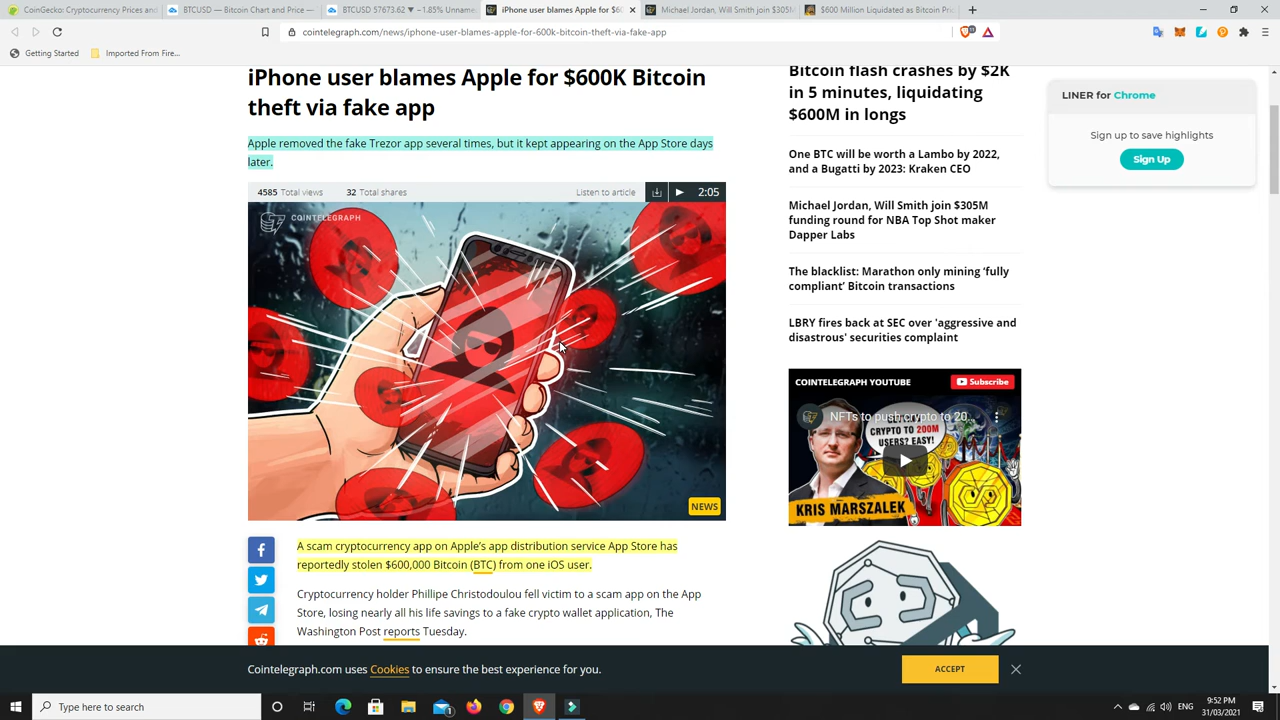 CoinGecko: Cryptocurrency Prices and
BTCUSD — Bitcoin Chart and Price —
BTCUSD 57673.62 ▼ −1.85% Unname
iPhone user blames Apple for $60
Michael Jordan, Will Smith join $305M
$600 Million Liquidated as Bitcoin Pri
cointelegraph.com/news/iphone-user-blames-apple-for-600k-bitcoin-theft-via-fake-app
Getting Started
Imported From Fire...
iPhone user blames Apple for $600K Bitcoin
theft via fake app
Apple removed the fake Trezor app several times, but it kept appearing on the App Store days
later.
4585 Total views
32 Total shares
Listen to article
2:05
COINTELEGRAPH
NEWS
A scam cryptocurrency app on Apple's app distribution service App Store has
reportedly stolen $600,000 Bitcoin (BTC) from one iOS user.
Cryptocurrency holder Phillipe Christodoulou fell victim to a scam app on the App
Store, losing nearly all his life savings to a fake crypto wallet application, The
Washington Post reports Tuesday.
Bitcoin flash crashes by $2K
in 5 minutes, liquidating
$600M in longs
One BTC will be worth a Lambo by 2022,
and a Bugatti by 2023: Kraken CEO
Michael Jordan, Will Smith join $305M
funding round for NBA Top Shot maker
Dapper Labs
The blacklist: Marathon only mining 'fully
compliant' Bitcoin transactions
LBRY fires back at SEC over 'aggressive and
disastrous' securities complaint
COINTELEGRAPH YOUTUBE
Subscribe
NFTs to push crypto to 20...
CRYPTO TO 200M
USERS? EASY!
KRIS MARSZALEK
LINER for Chrome
Sign up to save highlights
Sign Up
Cointelegraph.com uses Cookies to ensure the best experience for you.
ACCEPT
Type here to search
ENG
9:52 PM
31/03/2021